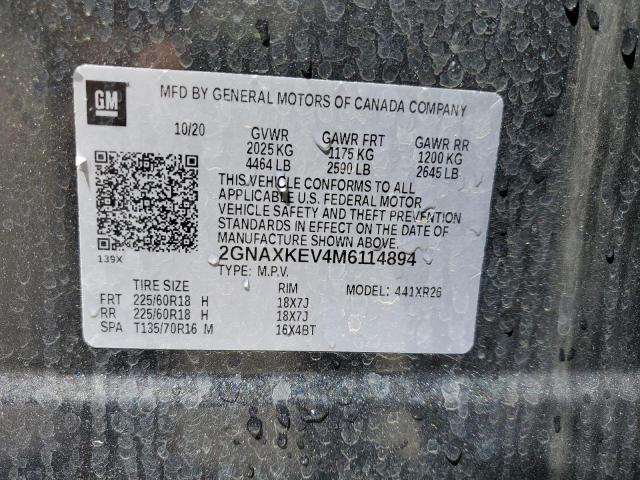 GM
MFD BY GENERAL MOTORS OF CANADA COMPANY
10/20 GVWR GAWR FRT GAWR RR
2025 KG 1175 KG 1200 KG
4464 LB 2590 LB 2645 LB
THIS VEHICLE CONFORMS TO ALL
APPLICABLE U.S. FEDERAL MOTOR
VEHICLE SAFETY AND THEFT PREVENTION
STANDARDS IN EFFECT ON THE DATE OF
MANUFACTURE SHOWN ABOVE.
139X 2GNAXKEV4M6114894
TYPE: M.P.V.
TIRE SIZE RIM MODEL: 441XR26
FRT 225/60R18 H 18X7J
RR 225/60R18 H 18X7J
SPA T135/70R16 M 16X4BT